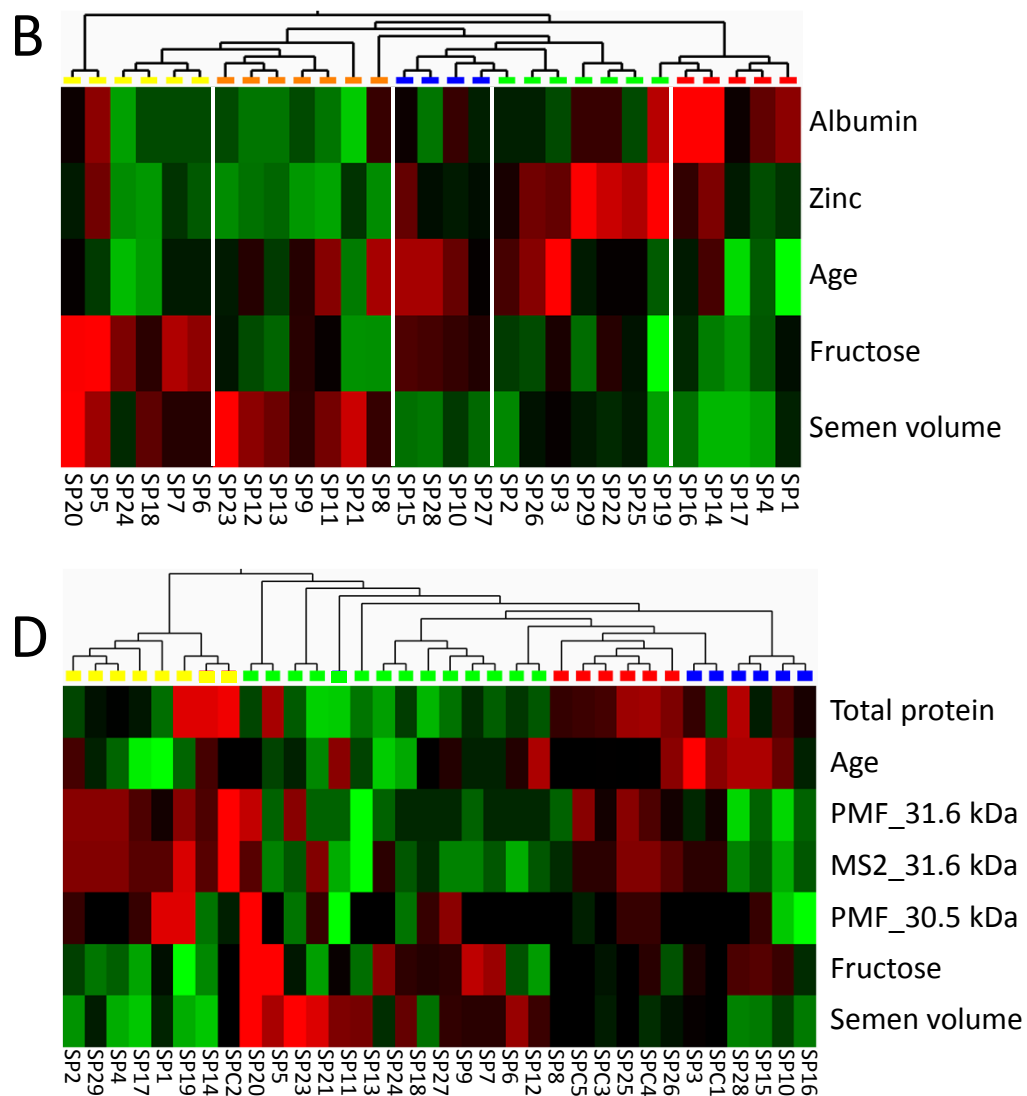 B
Albumin
Zinc
Age
Fructose
Semen volume
SP20 SP5 SP24 SP18 SP7 SP6 SP23 SP12 SP13 SP9 SP11 SP21 SP8 SP15 SP28 SP10 SP27 SP2 SP26 SP3 SP29 SP22 SP25 SP19 SP16 SP14 SP17 SP4 SP1
D
Total protein
Age
PMF_31.6 kDa
MS2_31.6 kDa
PMF_30.5 kDa
Fructose
Semen volume
SP2 SP29 SP4 SP17 SP1 SP19 SP14 SPC2 SP20 SP5 SP23 SP21 SP11 SP13 SP24 SP18 SP27 SP9 SP7 SP6 SP12 SP8 SPC5 SPC3 SP25 SPC4 SP26 SP3 SPC1 SP28 SP15 SP10 SP16